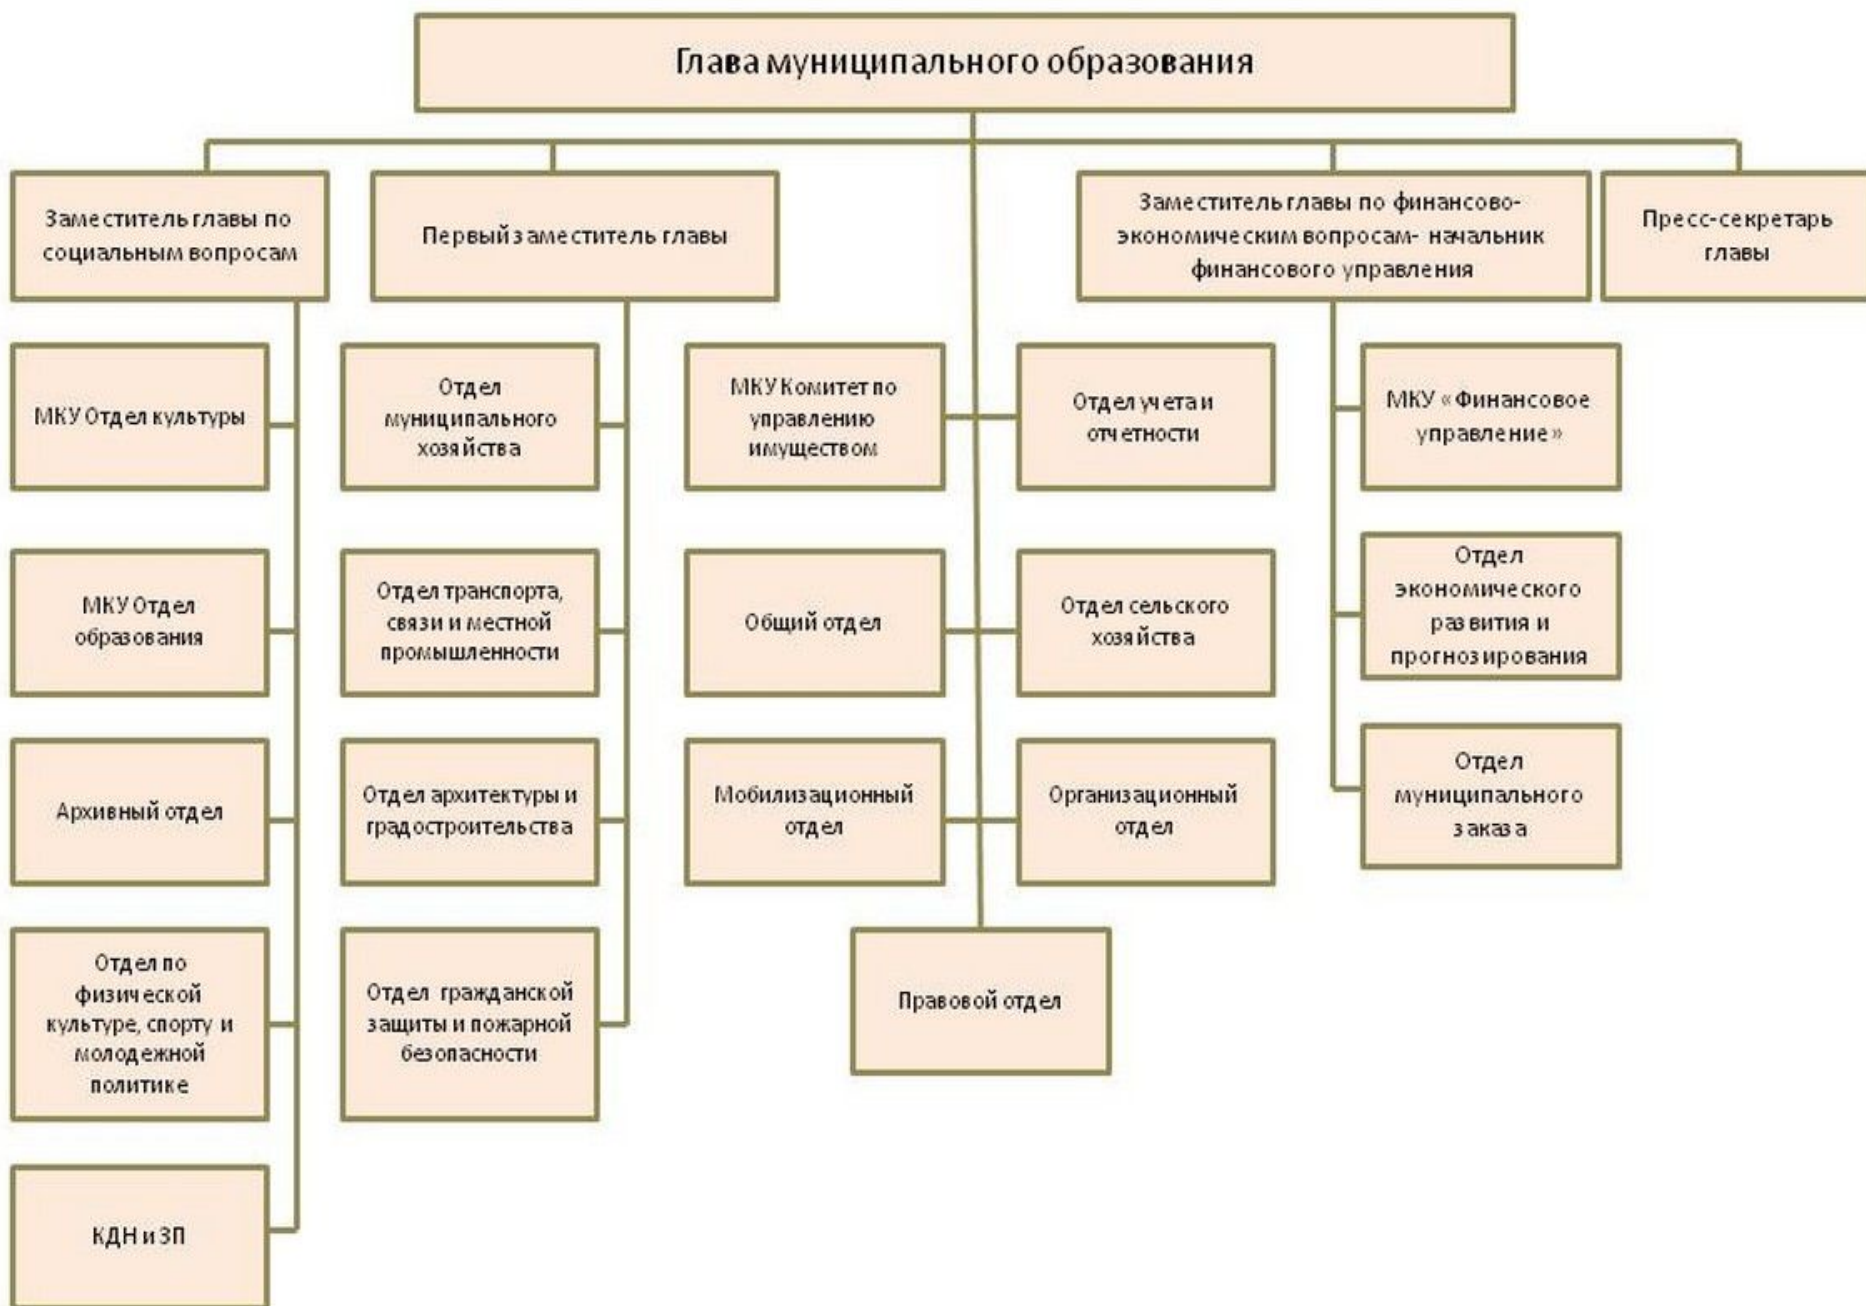 Глава муниципального образования
Заместитель главы по
социальным вопросам
Первый заместитель главы
Заместитель главы по финансово-
экономическим вопросам- начальник
финансового управления
Пресс-секретарь
главы
МКУ Отдел культуры
Отдел
муниципального
хозяйства
МКУ Комитет по
управлению
имуществом
Отдел учета и
отчетности
МКУ «Финансовое
управление»
МКУ Отдел
образования
Отдел транспорта,
связи и местной
промышленности
Общий отдел
Отдел сельского
хозяйства
Отдел
экономического
развития и
прогнозирования
Архивный отдел
Отдел архитектуры и
градостроительства
Мобилизационный
отдел
Организационный
отдел
Отдел
муниципального
заказа
Отдел по
физической
культуре, спорту и
молодежной
политике
Отдел гражданской
защиты и пожарной
безопасности
Правовой отдел
КДН и ЗП